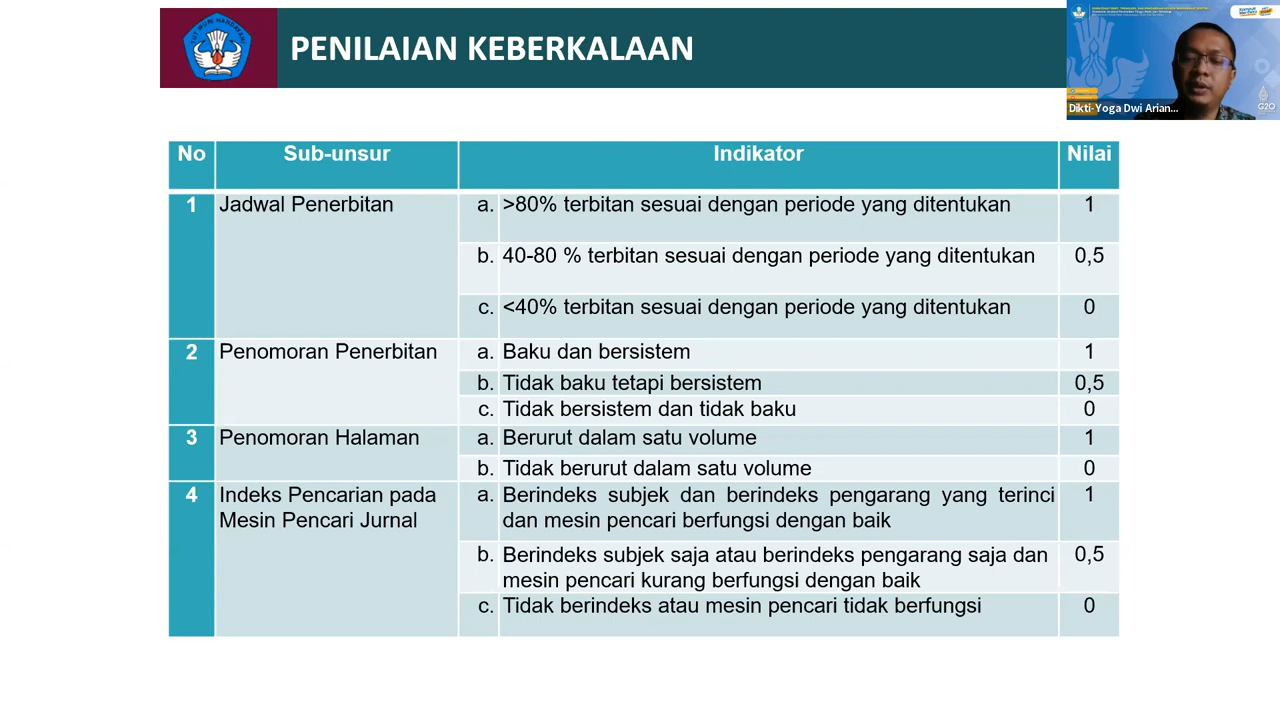 PENILAIAN KEBERKALAAN
TUT WURI HANDAYANI
Dikti-Yoga Dwi Arian...
G20
No Sub-unsur Indikator Nilai
1 Jadwal Penerbitan a. >80% terbitan sesuai dengan periode yang ditentukan 1
b. 40-80 % terbitan sesuai dengan periode yang ditentukan 0,5
c. <40% terbitan sesuai dengan periode yang ditentukan 0
2 Penomoran Penerbitan a. Baku dan bersistem 1
b. Tidak baku tetapi bersistem 0,5
c. Tidak bersistem dan tidak baku 0
3 Penomoran Halaman a. Berurut dalam satu volume 1
b. Tidak berurut dalam satu volume 0
4 Indeks Pencarian pada a. Berindeks subjek dan berindeks pengarang yang terinci 1
Mesin Pencari Jurnal dan mesin pencari berfungsi dengan baik
b. Berindeks subjek saja atau berindeks pengarang saja dan 0,5
mesin pencari kurang berfungsi dengan baik
c. Tidak berindeks atau mesin pencari tidak berfungsi 0